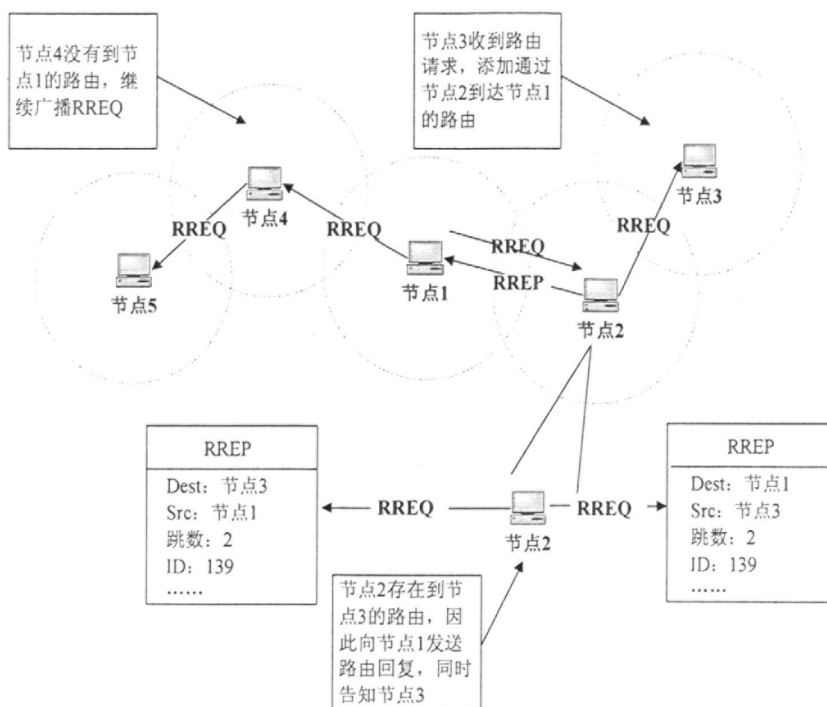 节点4没有到节
点1的路由，继
续广播RREQ
节点3收到路由
请求，添加通过
节点2到达节点1
的路由
节点3
节点4
RREQ
RREQ
RREQ
RREQ
RREP
节点5
节点1
节点2
RREP
Dest：节点3
Src：节点1
跳数：2
ID：139
……
RREQ
节点2
RREQ
RREP
Dest：节点1
Src：节点3
跳数：2
ID：139
……
节点2存在到节
点3的路由，因
此向节点1发送
路由回复，同时
告知节点3